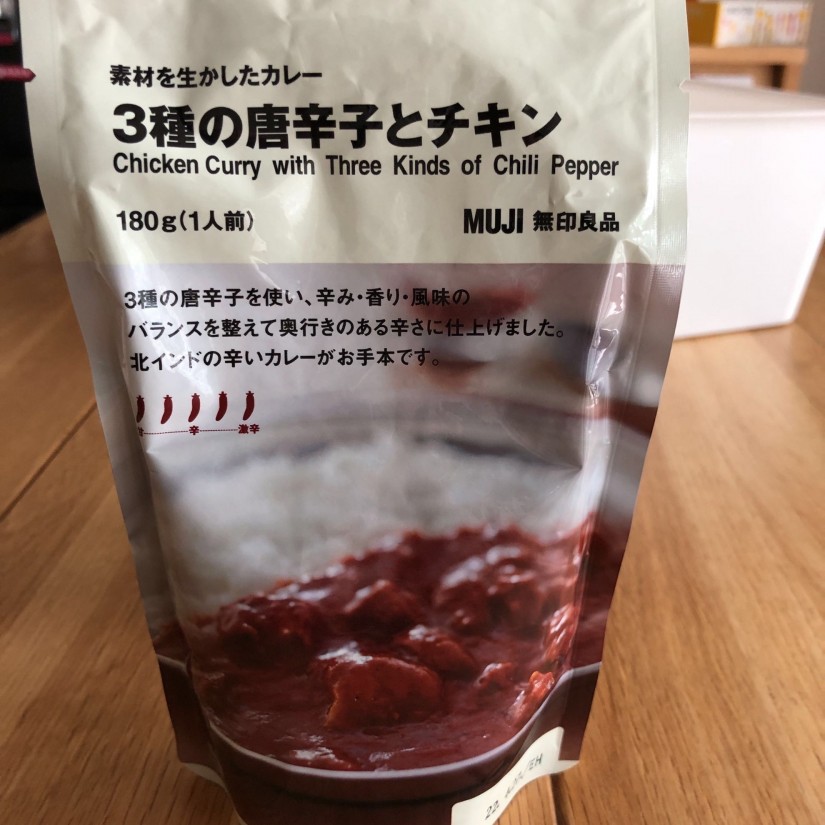 素材を生かしたカレー
3種の唐辛子とチキン
Chicken Curry with Three Kinds of Chili Pepper
180g(1人前)
MUJI 無印良品
3種の唐辛子を使い、辛み・香り・風味の
バランスを整えて奥行きのある辛さに仕上げました。
北インドの辛いカレーがお手本です。
辛 激辛